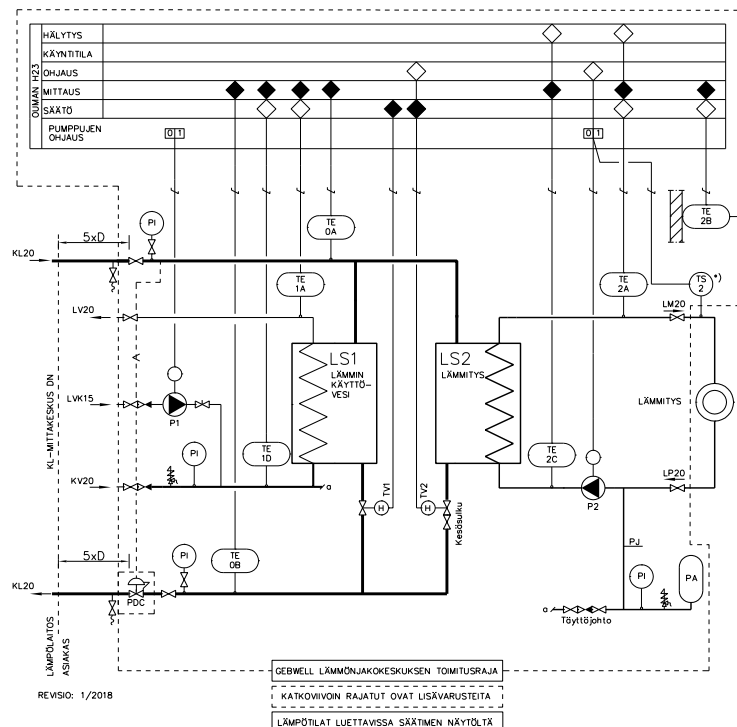 OUMAN H23
HÄLYTYS
KÄYNTITILA
OHJAUS
MITTAUS
SÄÄTÖ
PUMPPUJEN
OHJAUS
0 1
0 1
TE
2B
PI
TE
0A
5xD
KL20
TE
1A
TE
2A
TS
2
*)
LV20
LM20
A
LS1
LÄMMIN
KÄYTTÖ-
VESI
LS2
LÄMMITYS
LÄMMITYS
LVK15
P1
KL-MITTAKESKUS DN
PI
TE
1D
TE
2C
KV20
a
LP20
P2
TV1
H
TV2
H
Kesäsulku
5xD
PI
TE
0B
PJ
PI
PA
KL20
PDC
a
Täyttöjohto
LÄMPÖLAITOS
ASIAKAS
GEBWELL LÄMMÖNJAKOKESKUKSEN TOIMITUSRAJA
REVISIO: 1/2018
KATKOVIIVOIN RAJATUT OVAT LISÄVARUSTEITA
LÄMPÖTILAT LUETTAVISSA SÄÄTIMEN NÄYTÖLTÄ